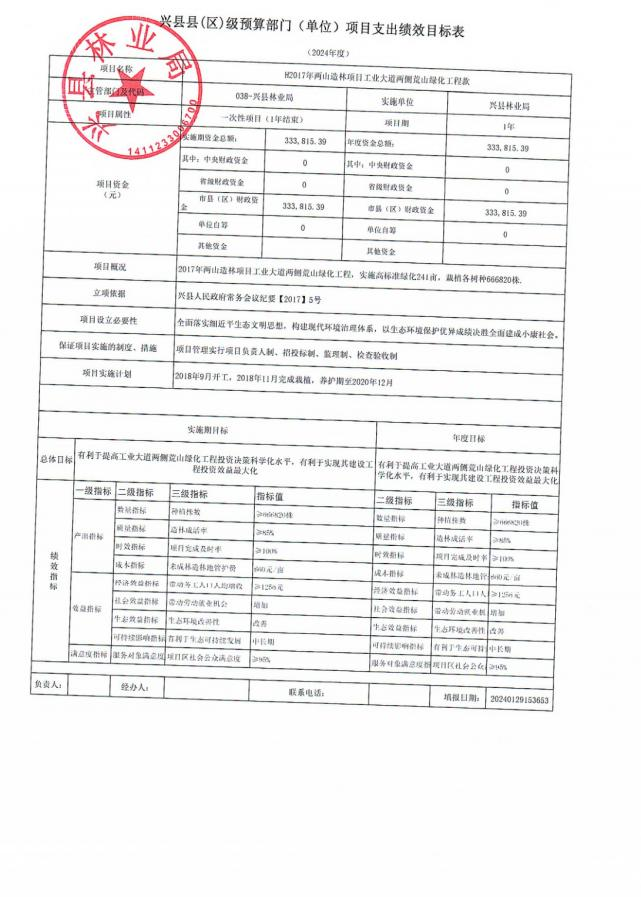 兴县县(区)级预算部门（单位）项目支出绩效目标表
（2024年度）
项目名称 H2017年两山造林项目工业大道两侧荒山绿化工程款
主管部门及代码 038-兴县林业局 实施单位 兴县林业局
项目属性 一次性项目（1年结束） 项目期 1年
兴县林业局
1411233006700
项目资金
（元）
实施期资金总额： 333,815.39 年度资金总额： 333,815.39
其中：中央财政资金 0 其中：中央财政资金 0
省级财政资金 0 省级财政资金 0
市县（区）财政资金 333,815.39 市县（区）财政资金 333,815.39
单位自筹 0 单位自筹 0
其他资金 其他资金
项目概况 2017年两山造林项目工业大道两侧荒山绿化工程，实施高标准绿化241亩，栽植各树种666820株.
立项依据 兴县人民政府常务会议纪要【2017】5号
项目设立必要性 全面落实细近平生态文明思想，构建现代环境治理体系，以生态环境保护优异成绩决胜全面建成小康社会。
保证项目实施的制度、措施 项目管理实行项目负责人制、招投标制、监理制、检查验收制
项目实施计划 2018年9月开工，2018年11月完成栽植，养护期至2020年12月
实施期目标 年度目标
总体目标 有利于提高工业大道两侧荒山绿化工程投资决策科学化水平，有利于实现其建设工 有利于提高工业大道两侧荒山绿化工程投资决策科
程投资效益最大化 学化水平，有利于实现其建设工程投资效益最大化
绩效指标
一级指标 二级指标 三级指标 指标值 二级指标 三级指标 指标值
产出指标 数量指标 种植株数 ≥666820株 数量指标 种植株数 ≥666820株
质量指标 造林成活率 ≥85% 质量指标 造林成活率 ≥85%
时效指标 项目完成及时率 ≥100% 时效指标 项目完成及时率 ≥100%
成本指标 未成林造林地管护费 660元/亩 成本指标 未成林造林地管 660元/亩
效益指标 经济效益指标 带动务工人口人均增收 ≥1256元 经济效益指标 带动务工人口人均 ≥1256元
社会效益指标 带动劳动就业机会 增加 社会效益指标 带动劳动就业机 增加
生态效益指标 生态环境改善性 改善 生态效益指标 生态环境改善性 改善
可持续影响指标 有利于生态可持续发展 中长期 可持续影响指标 有利于生态可持 中长期
满意度指标 服务对象满意度 项目区社会公众满意度 ≥95% 服务对象满意度指 项目区社会公众 ≥95%
负责人： 经办人： 联系电话： 填报日期： 20240129153653